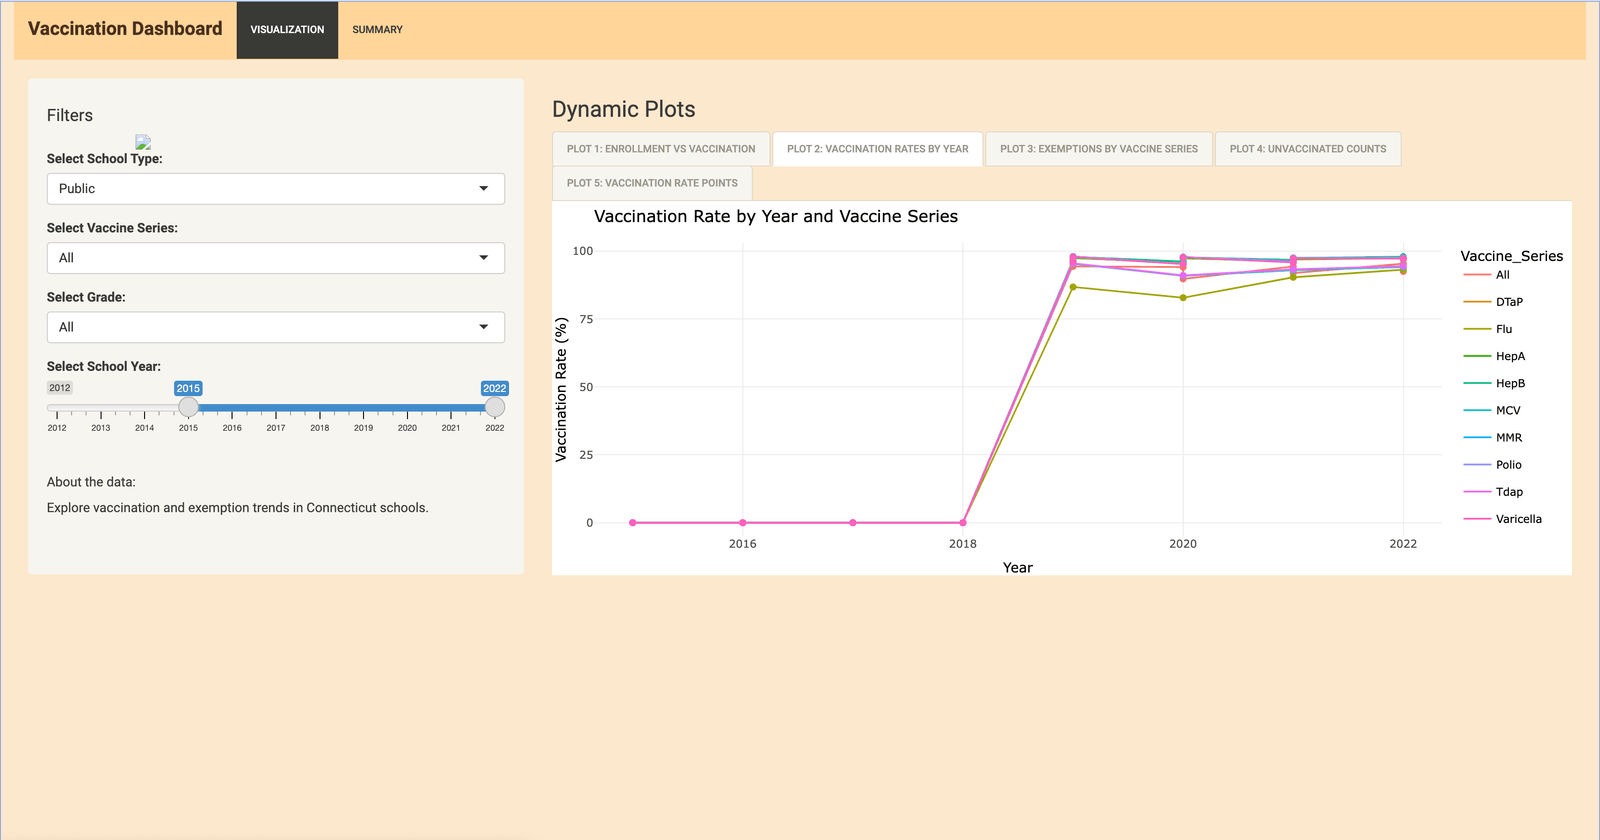 Vaccination Dashboard
VISUALIZATION
SUMMARY
Filters
Select School Type:
Public
Select Vaccine Series:
All
Select Grade:
All
Select School Year:
2012
2015
2022
2012 2013 2014 2015 2016 2017 2018 2019 2020 2021 2022
About the data:
Explore vaccination and exemption trends in Connecticut schools.
Dynamic Plots
PLOT 1: ENROLLMENT VS VACCINATION
PLOT 2: VACCINATION RATES BY YEAR
PLOT 3: EXEMPTIONS BY VACCINE SERIES
PLOT 4: UNVACCINATED COUNTS
PLOT 5: VACCINATION RATE POINTS
Vaccination Rate by Year and Vaccine Series
Vaccination Rate (%)
100
75
50
25
0
2016 2018 2020 2022
Year
Vaccine_Series
All
DTaP
Flu
HepA
HepB
MCV
MMR
Polio
Tdap
Varicella